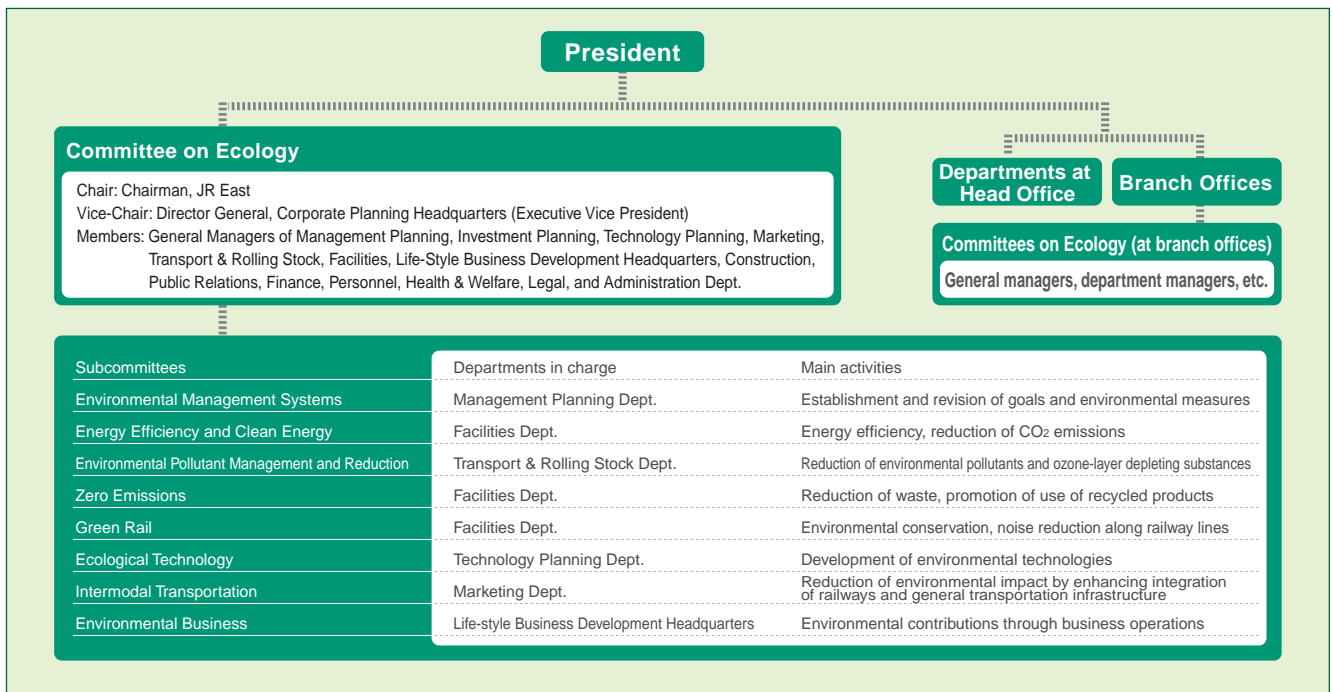 President
Committee on Ecology
Chair: Chairman, JR East
Vice-Chair: Director General, Corporate Planning Headquarters (Executive Vice President)
Members: General Managers of Management Planning, Investment Planning, Technology Planning, Marketing,
Transport & Rolling Stock, Facilities, Life-Style Business Development Headquarters, Construction,
Public Relations, Finance, Personnel, Health & Welfare, Legal, and Administration Dept.
Departments at
Head Office
Branch Offices
Committees on Ecology (at branch offices)
General managers, department managers, etc.
Subcommittees Departments in charge Main activities
Environmental Management Systems Management Planning Dept. Establishment and revision of goals and environmental measures
Energy Efficiency and Clean Energy Facilities Dept. Energy efficiency, reduction of CO2 emissions
Environmental Pollutant Management and Reduction Transport & Rolling Stock Dept. Reduction of environmental pollutants and ozone-layer depleting substances
Zero Emissions Facilities Dept. Reduction of waste, promotion of use of recycled products
Green Rail Facilities Dept. Environmental conservation, noise reduction along railway lines
Ecological Technology Technology Planning Dept. Development of environmental technologies
Intermodal Transportation Marketing Dept. Reduction of environmental impact by enhancing integration
of railways and general transportation infrastructure
Environmental Business Life-style Business Development Headquarters Environmental contributions through business operations